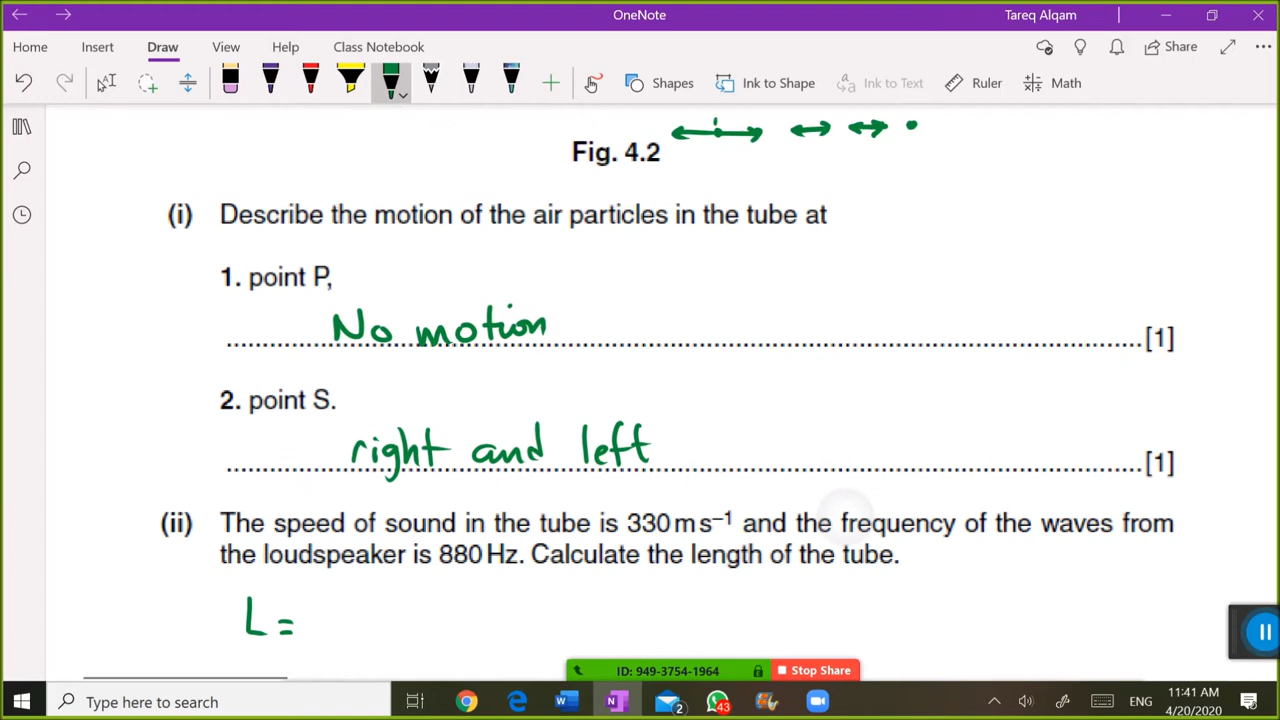 OneNote
Tareq Alqam
Home Insert Draw View Help Class Notebook
Share
Shapes Ink to Shape Ink to Text Ruler Math
Fig. 4.2
(i) Describe the motion of the air particles in the tube at
1. point P,
No motion
[1]
2. point S.
right and left
[1]
(ii) The speed of sound in the tube is 330 m s⁻¹ and the frequency of the waves from
the loudspeaker is 880 Hz. Calculate the length of the tube.
L =
ID: 949-3754-1964 Stop Share
Type here to search
2
43
ENG
11:41 AM
4/20/2020